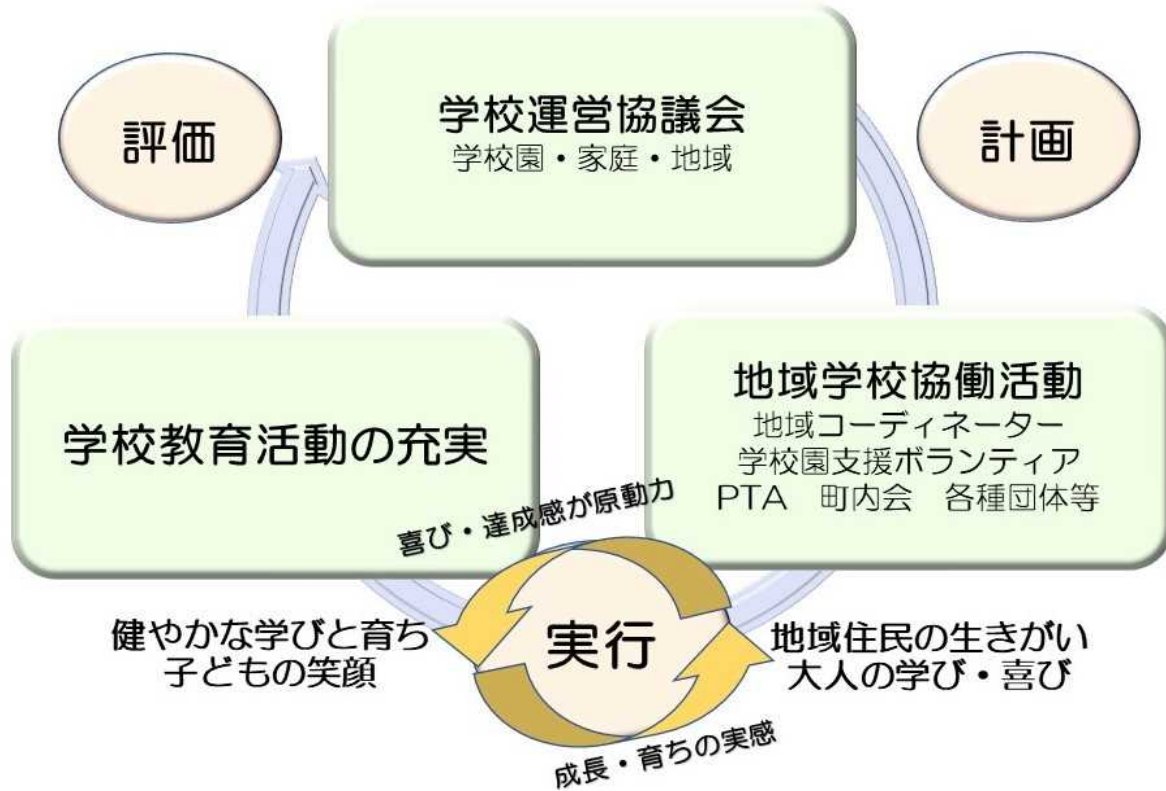 評価
学校運営協議会
学校園・家庭・地域
計画
学校教育活動の充実
地域学校協働活動
地域コーディネーター
学校園支援ボランティア
PTA　町内会　各種団体等
喜び・達成感が原動力
健やかな学びと育ち
子どもの笑顔
実行
地域住民の生きがい
大人の学び・喜び
成長・育ちの実感